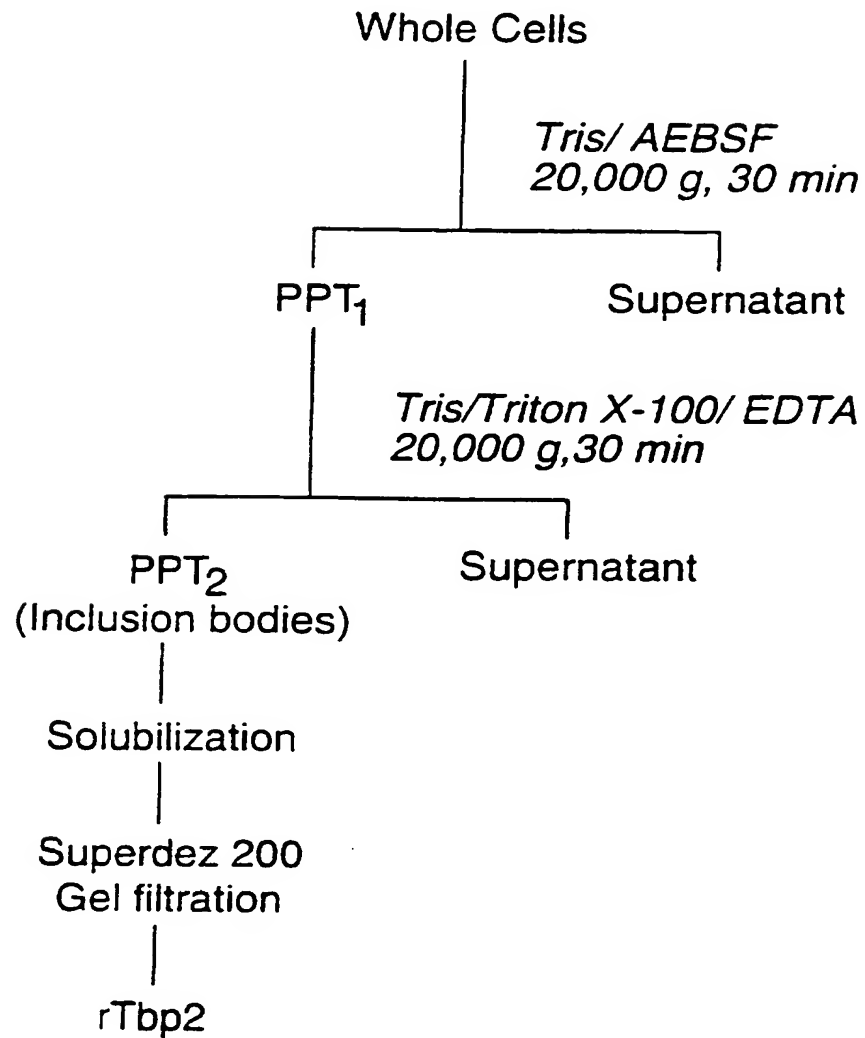 Whole Cells
Tris/ AEBSF
20,000 g, 30 min
PPT1
Supernatant
Tris/Triton X-100/ EDTA
20,000 g,30 min
PPT2
(Inclusion bodies)
Supernatant
Solubilization
Superdez 200
Gel filtration
rTbp2